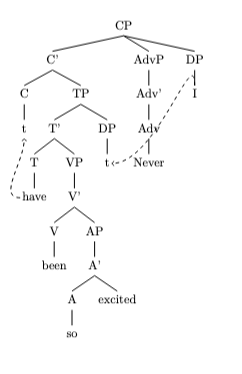 CP
C' AdvP DP
C TP Adv' I
t T' DP Adv
T VP t Never
have V'
V AP
been A'
A excited
so